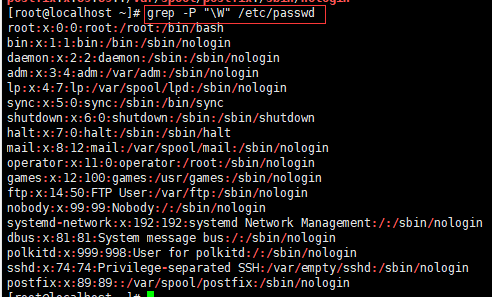 postfix:x:89:89::/var/spool/postfix:/sbin/nologin
[root@localhost ~]# grep -P "\W" /etc/passwd
root:x:0:0:root:/root:/bin/bash
bin:x:1:1:bin:/bin:/sbin/nologin
daemon:x:2:2:daemon:/sbin:/sbin/nologin
adm:x:3:4:adm:/var/adm:/sbin/nologin
lp:x:4:7:lp:/var/spool/lpd:/sbin/nologin
sync:x:5:0:sync:/sbin:/bin/sync
shutdown:x:6:0:shutdown:/sbin:/sbin/shutdown
halt:x:7:0:halt:/sbin:/sbin/halt
mail:x:8:12:mail:/var/spool/mail:/sbin/nologin
operator:x:11:0:operator:/root:/sbin/nologin
games:x:12:100:games:/usr/games:/sbin/nologin
ftp:x:14:50:FTP User:/var/ftp:/sbin/nologin
nobody:x:99:99:Nobody:/:/sbin/nologin
systemd-network:x:192:192:systemd Network Management:/:/sbin/nologin
dbus:x:81:81:System message bus:/:/sbin/nologin
polkitd:x:999:998:User for polkitd:/:/sbin/nologin
sshd:x:74:74:Privilege-separated SSH:/var/empty/sshd:/sbin/nologin
postfix:x:89:89::/var/spool/postfix:/sbin/nologin
[root@localhost ~]#